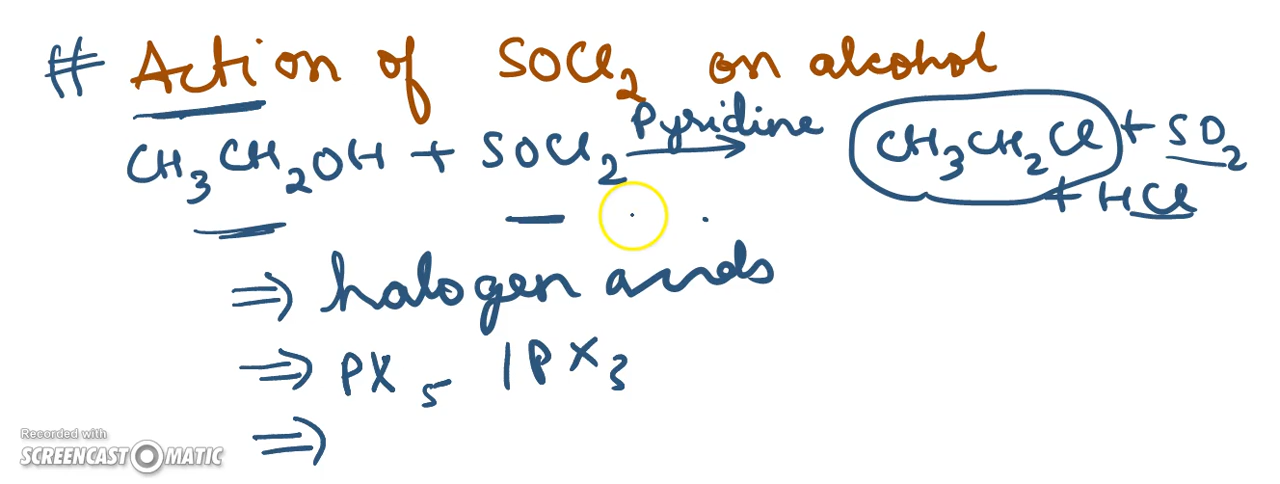 # Action of SOCl2 on alcohol
CH3CH2OH + SOCl2 Pyridine → CH3CH2Cl + SO2
+ HCl
⇒ halogen acids
⇒ PX5 | PX3
⇒
Recorded with
SCREENCAST-O-MATIC